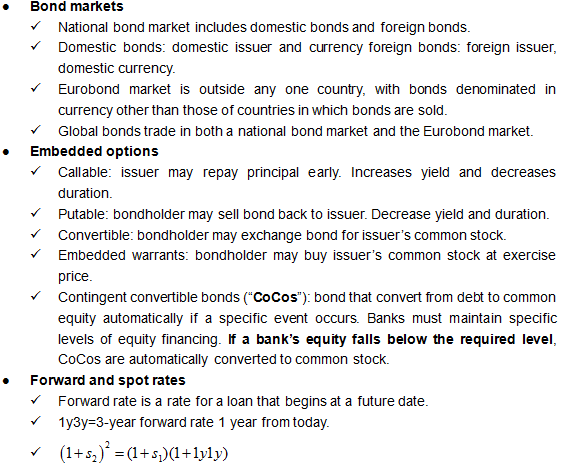 ● Bond markets
✓ National bond market includes domestic bonds and foreign bonds.
✓ Domestic bonds: domestic issuer and currency foreign bonds: foreign issuer,
domestic currency.
✓ Eurobond market is outside any one country, with bonds denominated in
currency other than those of countries in which bonds are sold.
✓ Global bonds trade in both a national bond market and the Eurobond market.
● Embedded options
✓ Callable: issuer may repay principal early. Increases yield and decreases
duration.
✓ Putable: bondholder may sell bond back to issuer. Decrease yield and duration.
✓ Convertible: bondholder may exchange bond for issuer's common stock.
✓ Embedded warrants: bondholder may buy issuer's common stock at exercise
price.
✓ Contingent convertible bonds ("CoCos"): bond that convert from debt to common
equity automatically if a specific event occurs. Banks must maintain specific
levels of equity financing. If a bank's equity falls below the required level,
CoCos are automatically converted to common stock.
● Forward and spot rates
✓ Forward rate is a rate for a loan that begins at a future date.
✓ 1y3y=3-year forward rate 1 year from today.
✓ (1+s₂)²=(1+s₁)(1+1y1y)